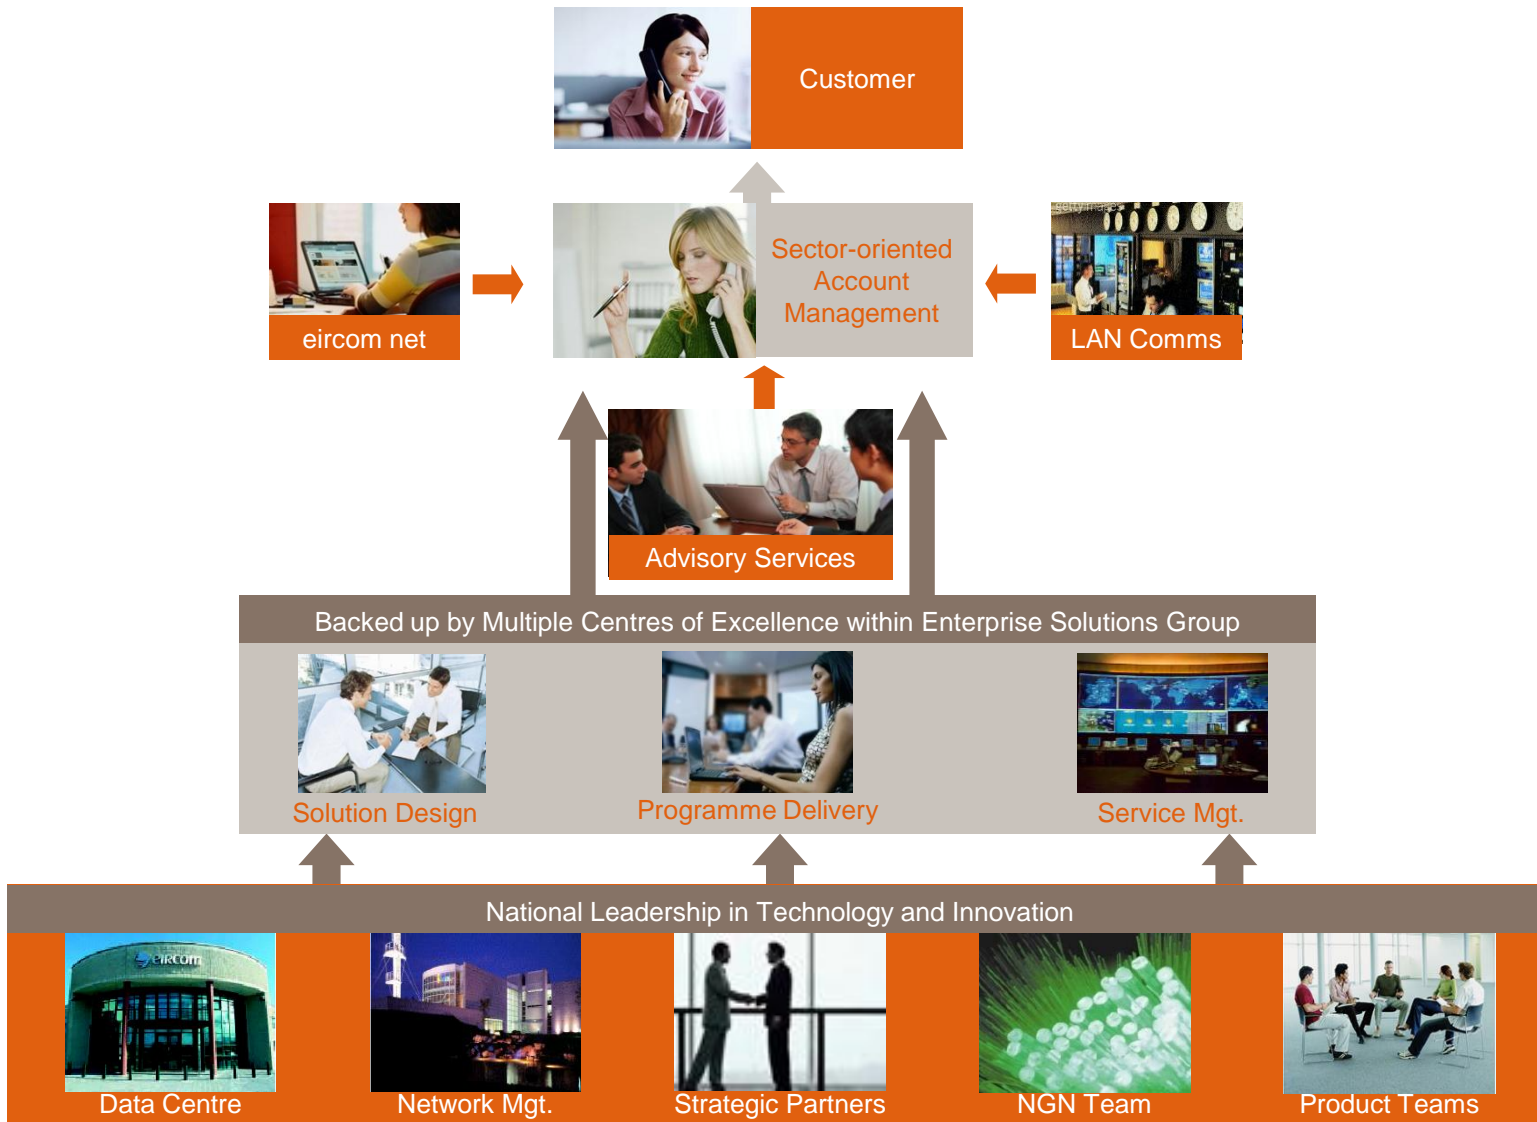 Customer
Sector-oriented
Account
Management
eircom net
gettyimages
LAN Comms
Advisory Services
Backed up by Multiple Centres of Excellence within Enterprise Solutions Group
Solution Design
Programme Delivery
Service Mgt.
National Leadership in Technology and Innovation
eircom
Data Centre
Network Mgt.
Strategic Partners
NGN Team
Product Teams